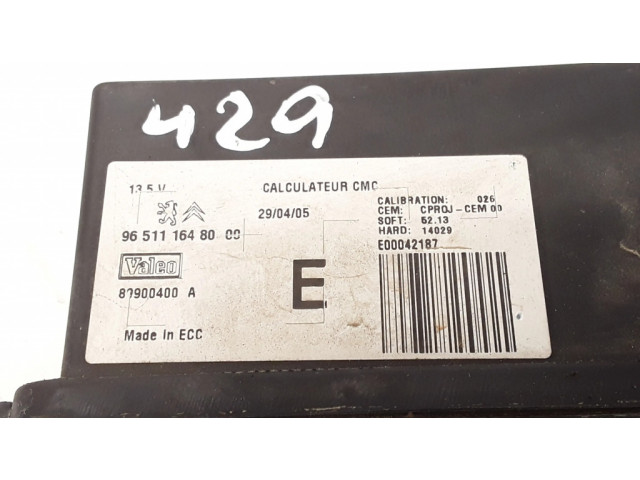 429
13.5 V
CALCULATEUR CMC
29/04/05
96 511 164 80 00
CALIBRATION: 026
CEM: CPROJ-CEM 00
SOFT: 52.13
HARD: 14029
E00042187
Valeo
89900400 A
E
Made In ECC